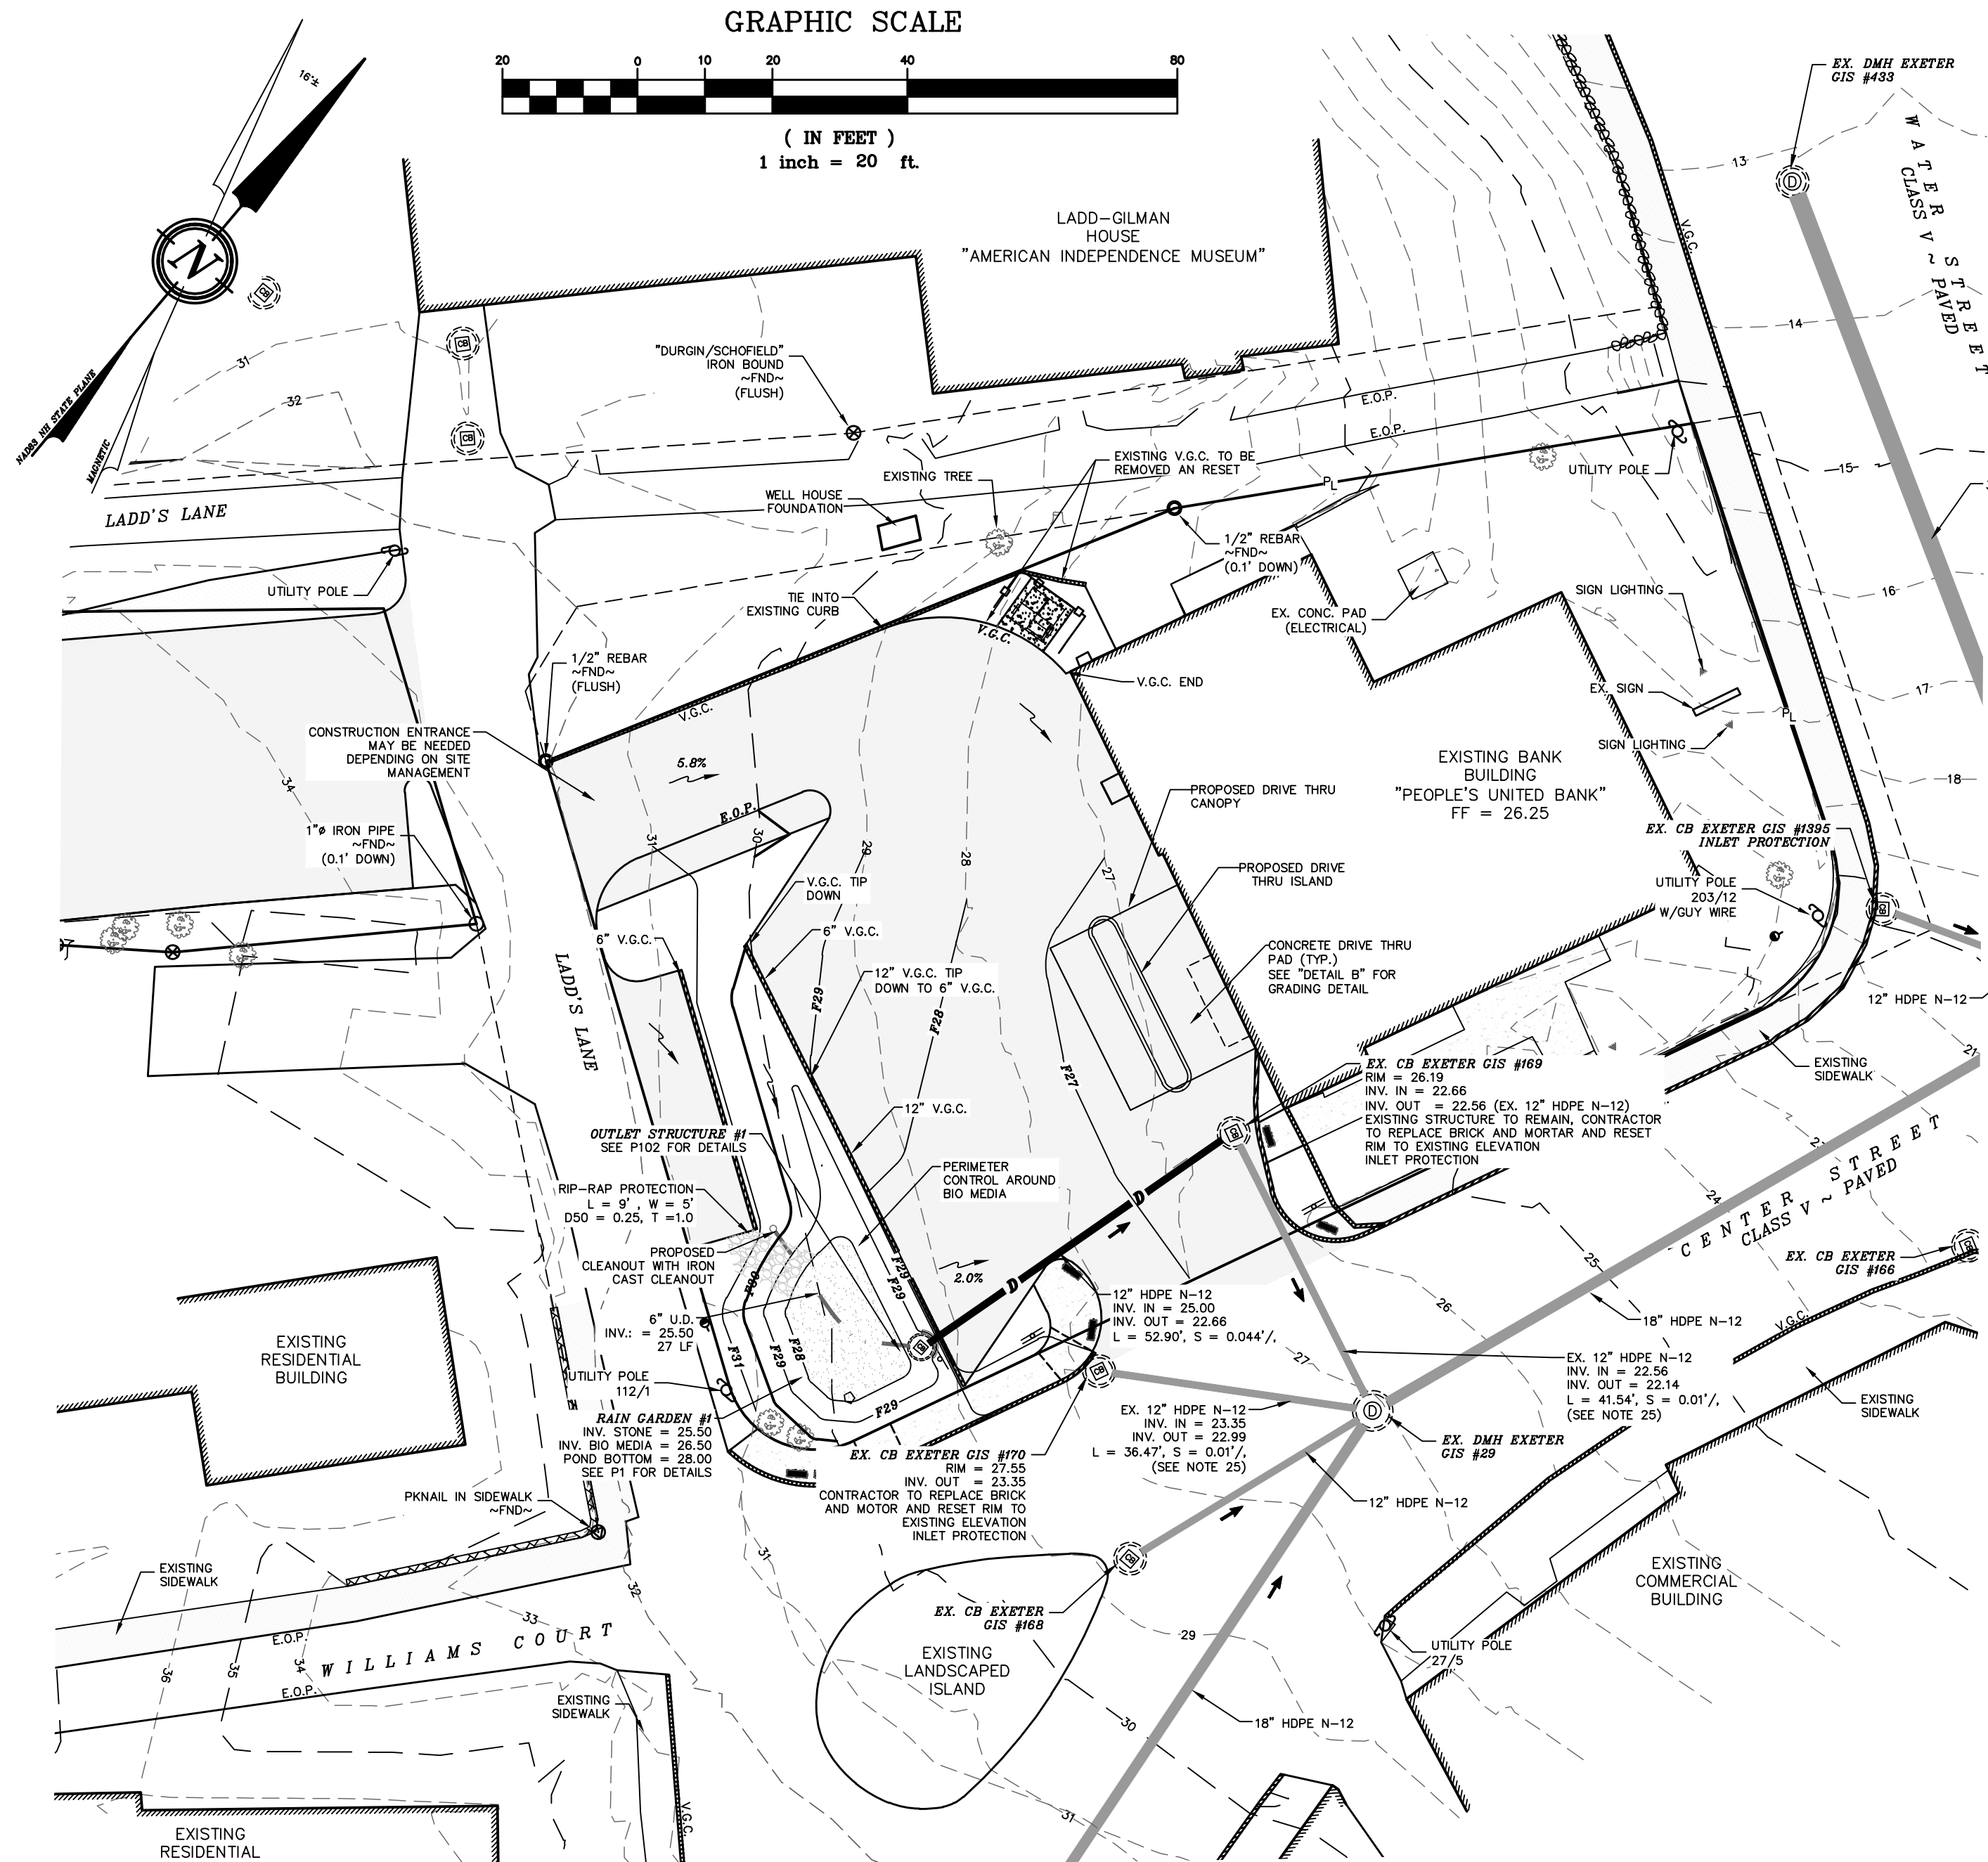 GRAPHIC SCALE
20
0
10
20
40
80
( IN FEET )
1 inch = 20 ft.
16'±
N
NAD83 NH STATE PLANE
MAGNETIC
EX. DMH EXETER
GIS #433
D
WATER STREET
CLASS V ~ PAVED
13
14
15
16
17
18
V.G.C.
LADD-GILMAN
HOUSE
"AMERICAN INDEPENDENCE MUSEUM"
CB
CB
CB
31
32
"DURGIN/SCHOFIELD"
IRON BOUND
~FND~
(FLUSH)
E.O.P.
E.O.P.
EXISTING V.G.C. TO BE
REMOVED AN RESET
EXISTING TREE
WELL HOUSE
FOUNDATION
PL
UTILITY POLE
LADD'S LANE
UTILITY POLE
1/2" REBAR
~FND~
(0.1' DOWN)
TIE INTO
EXISTING CURB
V.G.C.
EX. CONC. PAD
(ELECTRICAL)
SIGN LIGHTING
1/2" REBAR
~FND~
(FLUSH)
V.G.C. END
EX. SIGN
PL
SIGN LIGHTING
V.G.C.
CONSTRUCTION ENTRANCE
MAY BE NEEDED
DEPENDING ON SITE
MANAGEMENT
34
5.8%
EXISTING BANK
BUILDING
"PEOPLE'S UNITED BANK"
FF = 26.25
PROPOSED DRIVE THRU
CANOPY
E.O.P.
1"ø IRON PIPE
~FND~
(0.1' DOWN)
31
30
29
28
27
EX. CB EXETER GIS #1395
INLET PROTECTION
PROPOSED DRIVE
THRU ISLAND
V.G.C. TIP
DOWN
UTILITY POLE
203/12
W/GUY WIRE
CB
6" V.G.C.
6" V.G.C.
12" V.G.C. TIP
DOWN TO 6" V.G.C.
CONCRETE DRIVE THRU
PAD (TYP.)
SEE "DETAIL B" FOR
GRADING DETAIL
12" HDPE N-12
LADD'S LANE
F29
F28
F27
21
EXISTING
SIDEWALK
EX. CB EXETER GIS #169
RIM = 26.19
INV. IN = 22.66
INV. OUT = 22.56 (EX. 12" HDPE N-12)
EXISTING STRUCTURE TO REMAIN, CONTRACTOR
TO REPLACE BRICK AND MORTAR AND RESET
RIM TO EXISTING ELEVATION
INLET PROTECTION
12" V.G.C.
CB
OUTLET STRUCTURE #1
SEE P102 FOR DETAILS
PERIMETER
CONTROL AROUND
BIO MEDIA
CENTER STREET
CLASS V ~ PAVED
24
25
26
27
RIP-RAP PROTECTION
L = 9' , W = 5'
D50 = 0.25, T =1.0
D
D
PROPOSED
CLEANOUT WITH IRON
CAST CLEANOUT
F30
F29
F29
2.0%
EX. CB EXETER
GIS #166
CB
12" HDPE N-12
INV. IN = 25.00
INV. OUT = 22.66
L = 52.90', S = 0.044'/,
18" HDPE N-12
V.G.C.
6" U.D.
INV.: = 25.50
27 LF
F31
F29
F28
EXISTING
RESIDENTIAL
BUILDING
UTILITY POLE
112/1
CB
EX. 12" HDPE N-12
INV. IN = 22.56
INV. OUT = 22.14
L = 41.54', S = 0.01'/,
(SEE NOTE 25)
EXISTING
SIDEWALK
F29
D
RAIN GARDEN #1
INV. STONE = 25.50
INV. BIO MEDIA = 26.50
POND BOTTOM = 28.00
SEE P1 FOR DETAILS
EX. 12" HDPE N-12
INV. IN = 23.35
INV. OUT = 22.99
L = 36.47', S = 0.01'/,
(SEE NOTE 25)
EX. DMH EXETER
GIS #29
EX. CB EXETER GIS #170
RIM = 27.55
INV. OUT = 23.35
CONTRACTOR TO REPLACE BRICK
AND MOTOR AND RESET RIM TO
EXISTING ELEVATION
INLET PROTECTION
PKNAIL IN SIDEWALK
~FND~
12" HDPE N-12
CB
EXISTING
SIDEWALK
31
32
33
EXISTING
COMMERCIAL
BUILDING
EX. CB EXETER
GIS #168
EXISTING
LANDSCAPED
ISLAND
29
UTILITY POLE
27/5
E.O.P.
WILLIAMS COURT
36
35
34
E.O.P.
EXISTING
SIDEWALK
30
18" HDPE N-12
31
V.G.C.
EXISTING
RESIDENTIAL